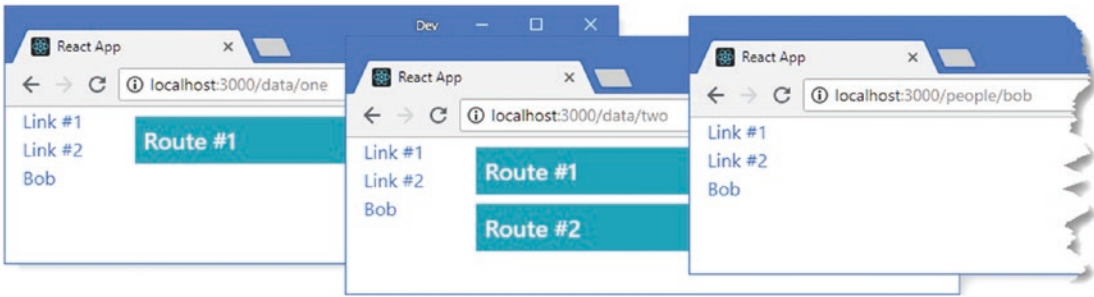 Dev
React App
localhost:3000/data/one
Link #1
Link #2
Bob
Route #1
React App
localhost:3000/data/two
Link #1
Link #2
Bob
Route #1
Route #2
React App
localhost:3000/people/bob
Link #1
Link #2
Bob